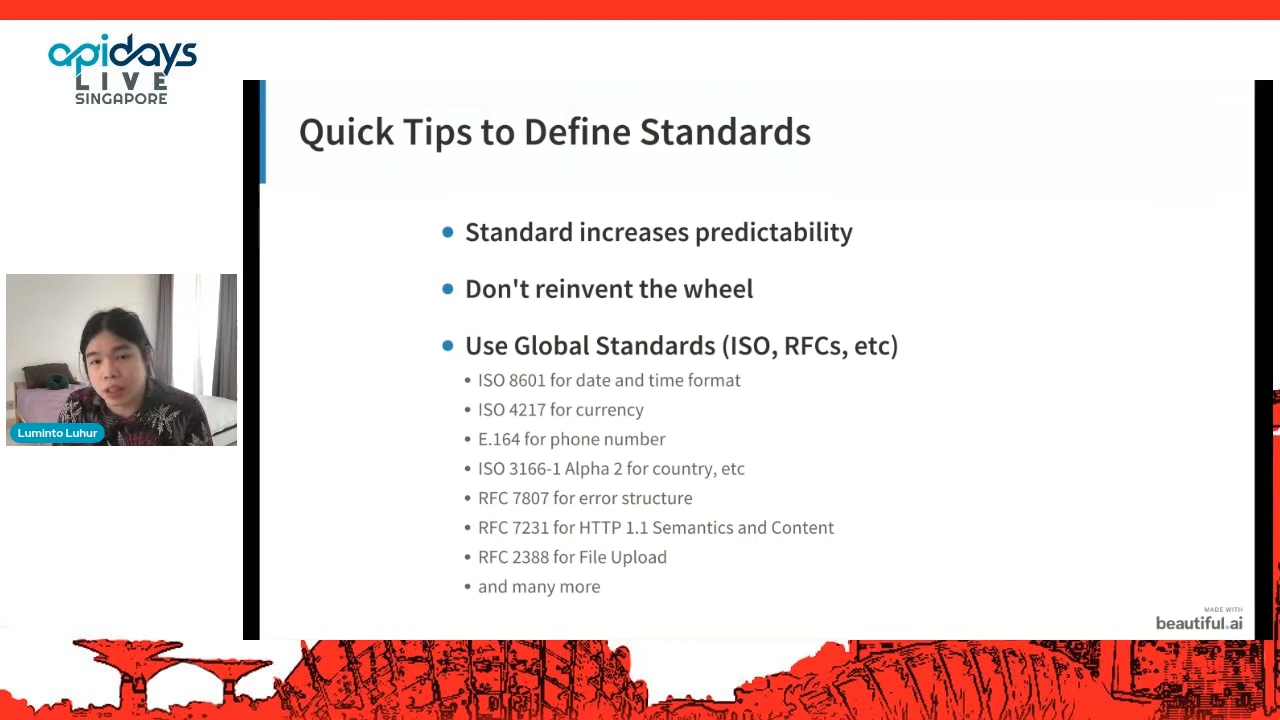 apidays
LIVE
SINGAPORE
Quick Tips to Define Standards
Standard increases predictability
Don't reinvent the wheel
Use Global Standards (ISO, RFCs, etc)
ISO 8601 for date and time format
ISO 4217 for currency
E.164 for phone number
ISO 3166-1 Alpha 2 for country, etc
RFC 7807 for error structure
RFC 7231 for HTTP 1.1 Semantics and Content
RFC 2388 for File Upload
and many more
Luminto Luhur
MADE WITH
beautiful.ai